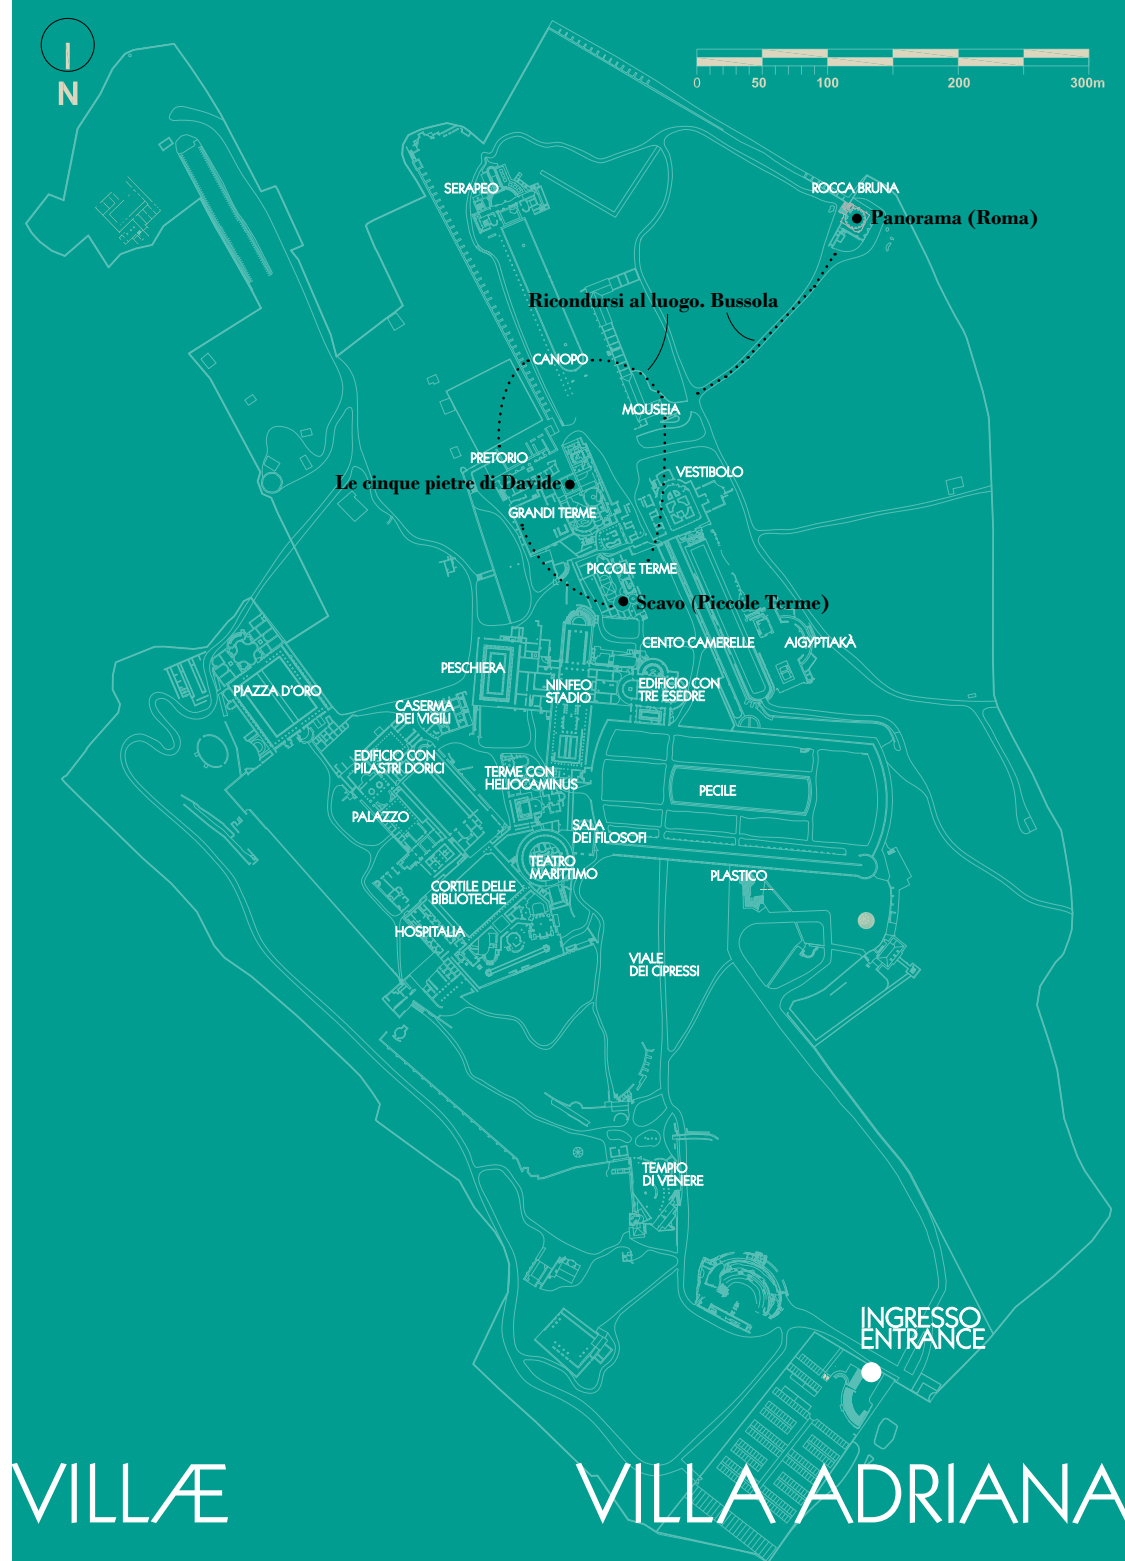 N
0 50 100 200 300m
SERAPEO
ROCCA BRUNA
Panorama (Roma)
Ricondursi al luogo. Bussola
CANOPO
MOUSEIA
PRETORIO
VESTIBOLO
Le cinque pietre di Davide
GRANDI TERME
PICCOLE TERME
Scavo (Piccole Terme)
CENTO CAMERELLE
AIGYPTIAKÀ
PESCHIERA
NINFEO
STADIO
EDIFICIO CON
TRE ESEDRE
PIAZZA D'ORO
CASERMA
DEI VIGILI
EDIFICIO CON
PILASTRI DORICI
TERME CON
HELIOCAMINUS
PECILE
PALAZZO
SALA
DEI FILOSOFI
TEATRO
MARITTIMO
PLASTICO
CORTILE DELLE
BIBLIOTECHE
HOSPITALIA
VIALE
DEI CIPRESSI
TEMPIO
DI VENERE
INGRESSO
ENTRANCE
VILLÆ
VILLA ADRIANA